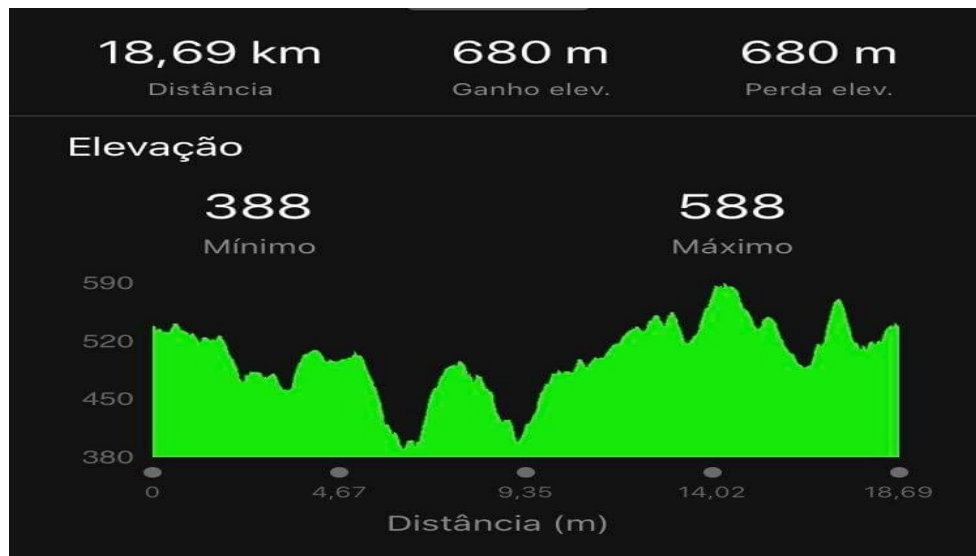 18,69 km 680 m 680 m
Distância Ganho elev. Perda elev.
Elevação
388 588
Mínimo Máximo
590
520
450
380
0 4,67 9,35 14,02 18,69
Distância (m)